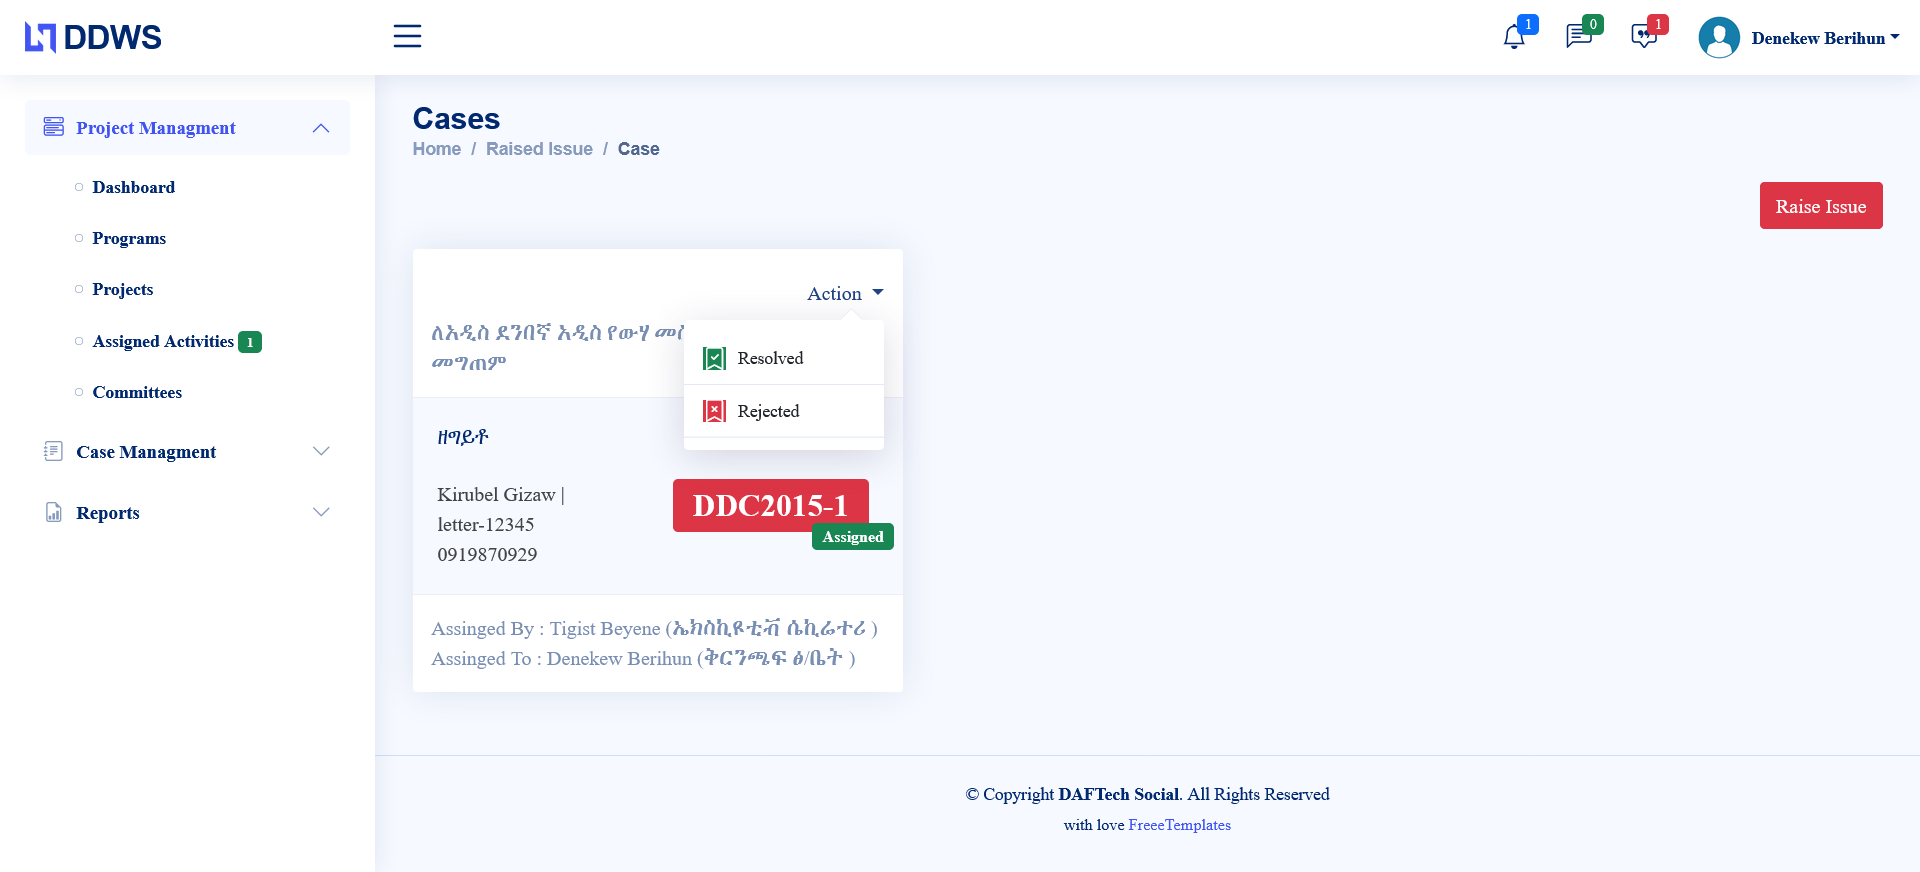 DDWS
1
0
1
Denekew Berihun
Project Managment
Dashboard
Programs
Projects
Assigned Activities 1
Committees
Case Managment
Reports
Cases
Home / Raised Issue / Case
Raise Issue
Action
Resolved
Rejected
ለአዲስ ደንበኛ አዲስ የውሃ
መግጠም
ዘግይቶ
Kirubel Gizaw |
letter-12345
0919870929
DDC2015-1
Assigned
Assinged By : Tigist Beyene (ኤክስኪዩቲቭ ሴኪሬተሪ )
Assinged To : Denekew Berihun (ቅርንጫፍ ፅ/ቤት )
© Copyright DAFTech Social. All Rights Reserved
with love FreeeTemplates